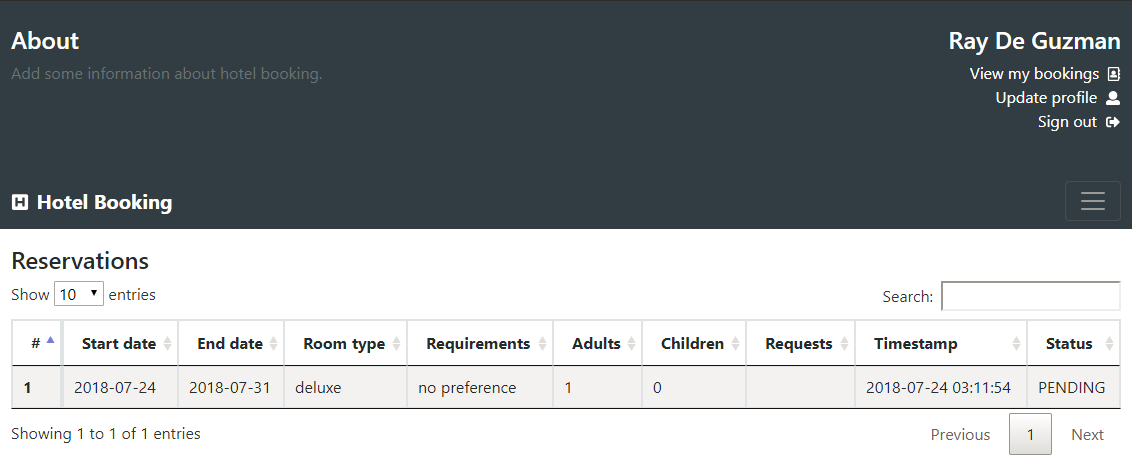 About
Ray De Guzman
Add some information about hotel booking.
View my bookings
Update profile
Sign out
Hotel Booking
Reservations
Show 10 entries
Search:
# Start date End date Room type Requirements Adults Children Requests Timestamp Status
1 2018-07-24 2018-07-31 deluxe no preference 1 0 2018-07-24 03:11:54 PENDING
Showing 1 to 1 of 1 entries
Previous 1 Next